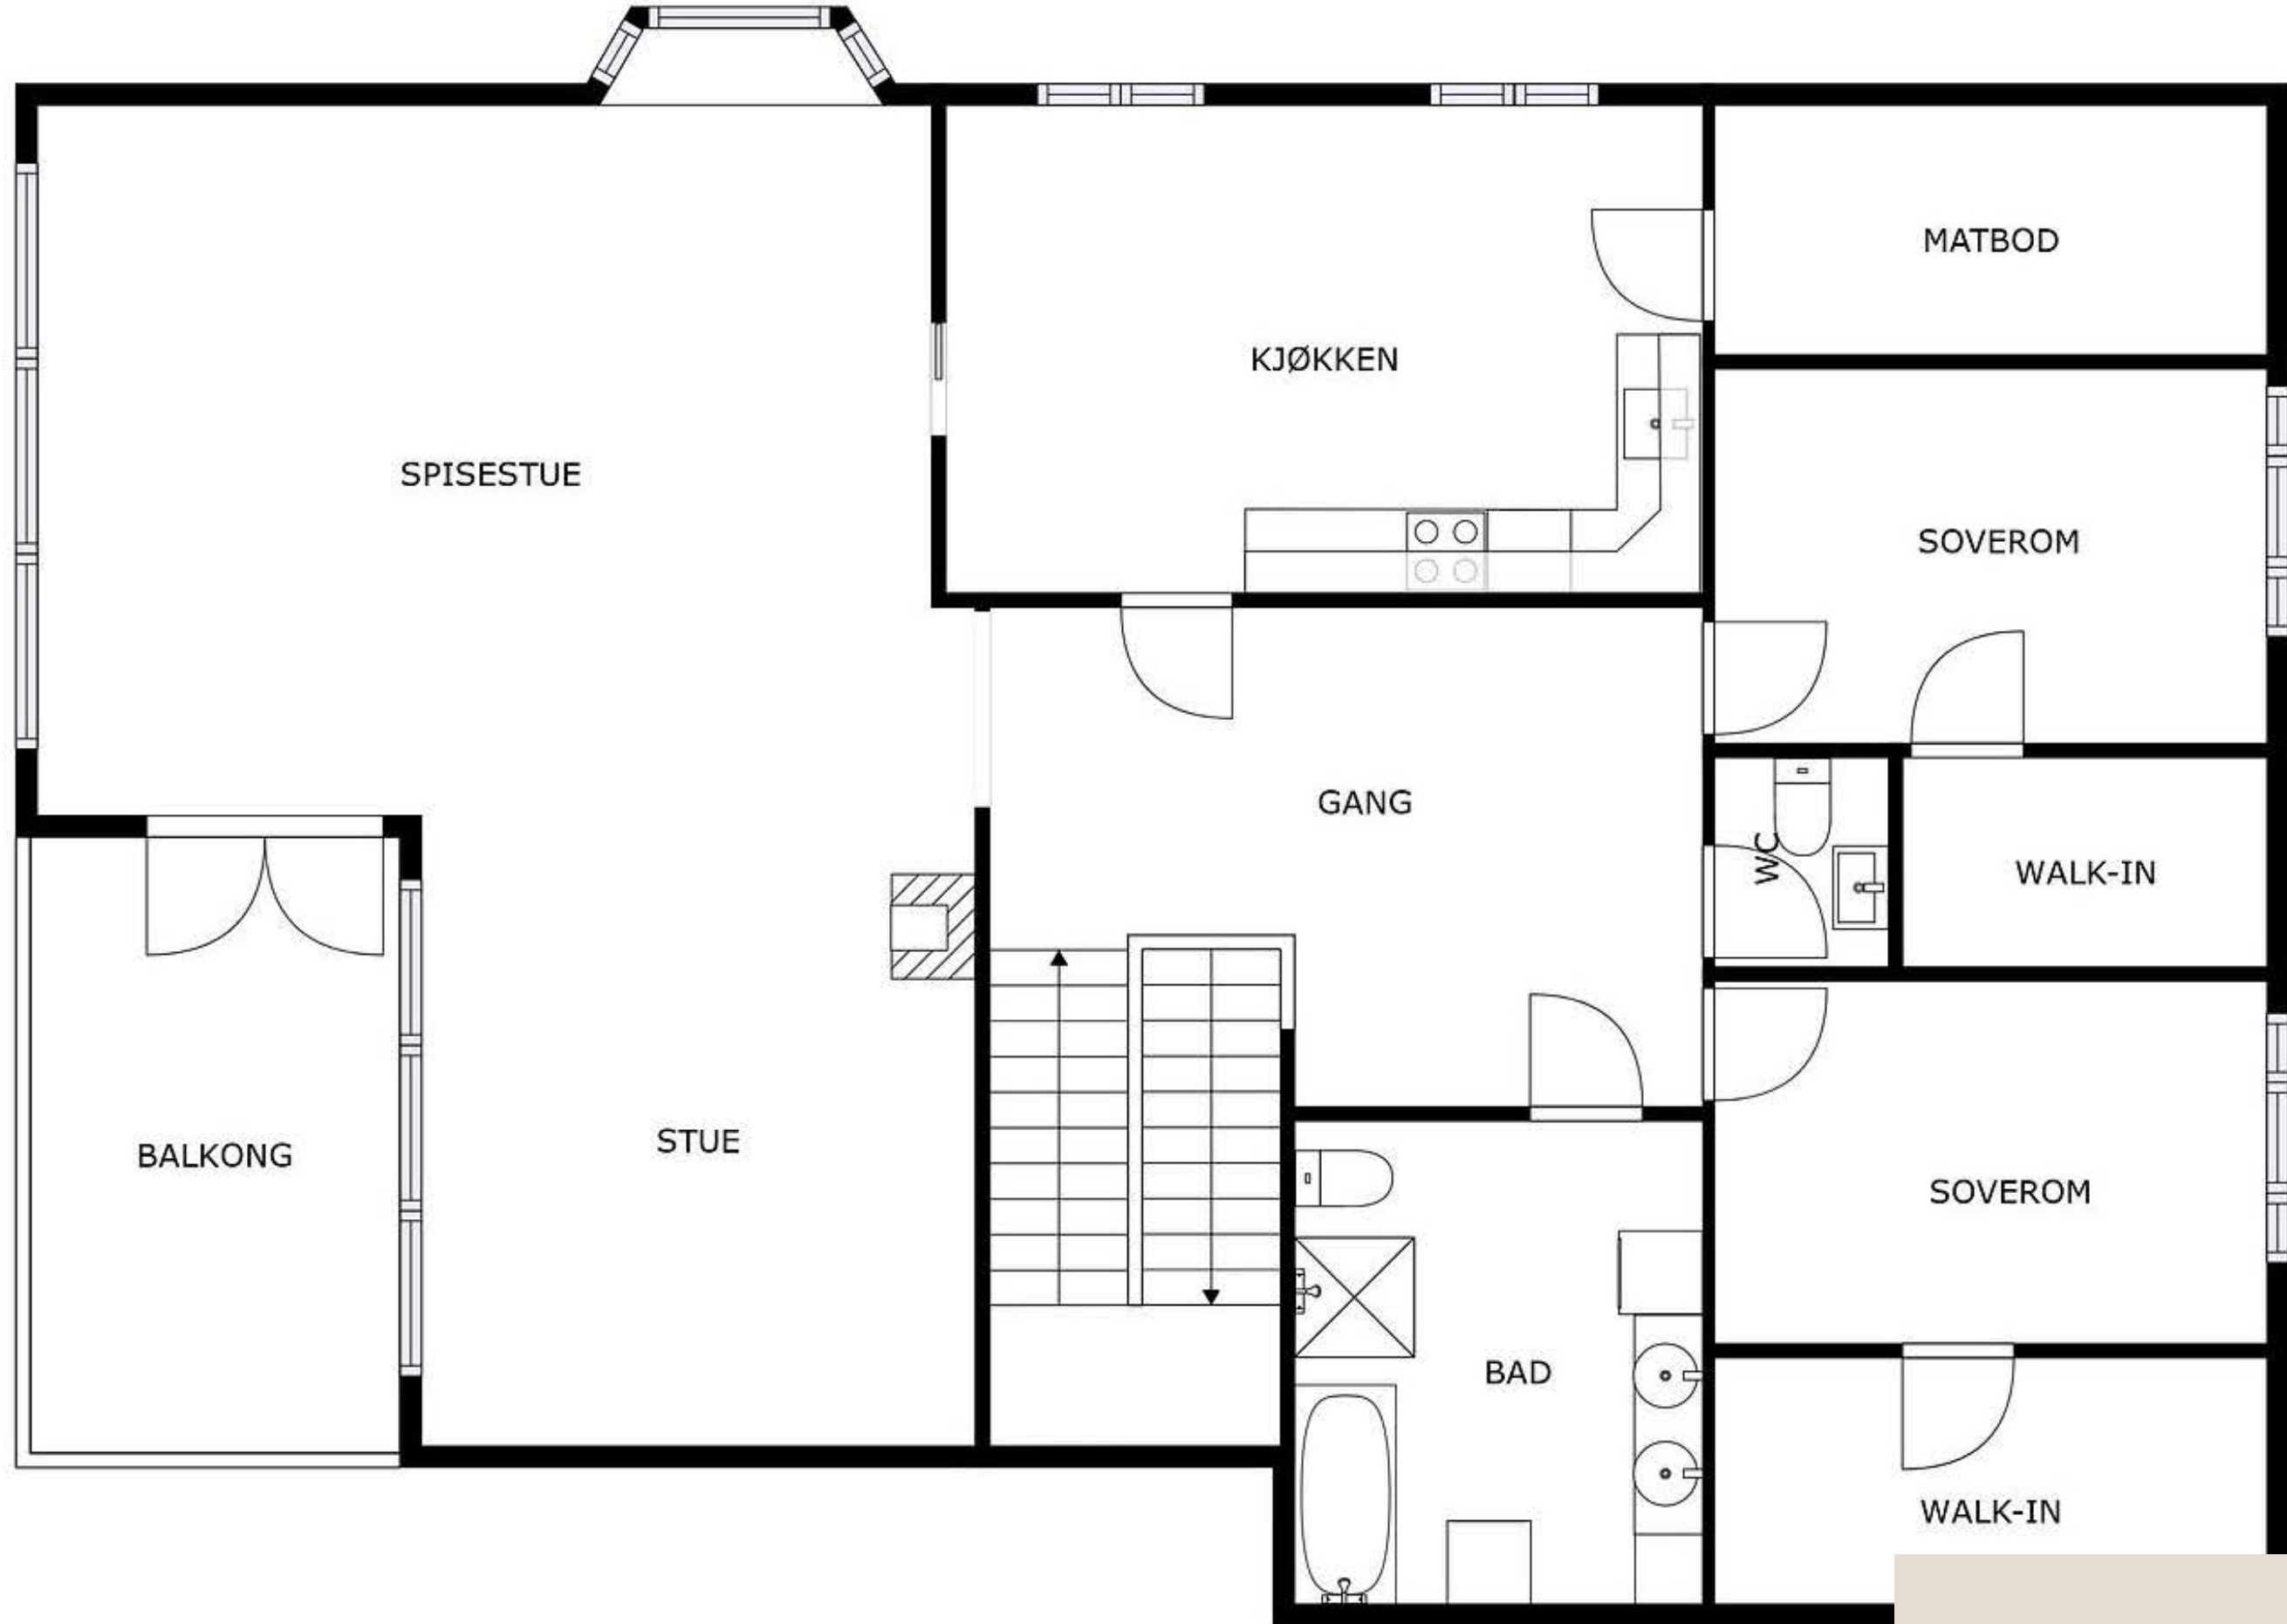 MATBOD
KJØKKEN
SPISESTUE
SOVEROM
GANG
WC
WALK-IN
BALKONG
STUE
SOVEROM
BAD
WALK-IN